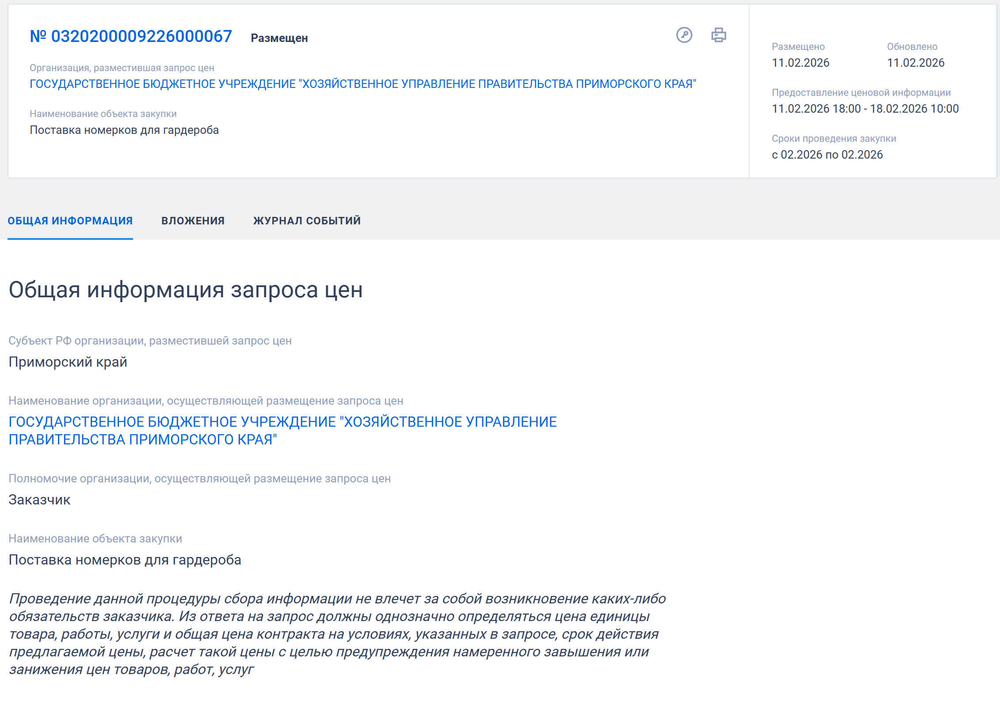 № 0320200009226000067 Размещен
Организация, разместившая запрос цен
ГОСУДАРСТВЕННОЕ БЮДЖЕТНОЕ УЧРЕЖДЕНИЕ "ХОЗЯЙСТВЕННОЕ УПРАВЛЕНИЕ ПРАВИТЕЛЬСТВА ПРИМОРСКОГО КРАЯ"
Наименование объекта закупки
Поставка номерков для гардероба
Размещено Обновлено
11.02.2026 11.02.2026
Предоставление ценовой информации
11.02.2026 18:00 - 18.02.2026 10:00
Сроки проведения закупки
с 02.2026 по 02.2026
ОБЩАЯ ИНФОРМАЦИЯ ВЛОЖЕНИЯ ЖУРНАЛ СОБЫТИЙ
Общая информация запроса цен
Субъект РФ организации, разместившей запрос цен
Приморский край
Наименование организации, осуществляющей размещение запроса цен
ГОСУДАРСТВЕННОЕ БЮДЖЕТНОЕ УЧРЕЖДЕНИЕ "ХОЗЯЙСТВЕННОЕ УПРАВЛЕНИЕ
ПРАВИТЕЛЬСТВА ПРИМОРСКОГО КРАЯ"
Полномочие организации, осуществляющей размещение запроса цен
Заказчик
Наименование объекта закупки
Поставка номерков для гардероба
Проведение данной процедуры сбора информации не влечет за собой возникновение каких-либо
обязательств заказчика. Из ответа на запрос должны однозначно определяться цена единицы
товара, работы, услуги и общая цена контракта на условиях, указанных в запросе, срок действия
предлагаемой цены, расчет такой цены с целью предупреждения намеренного завышения или
занижения цен товаров, работ, услуг